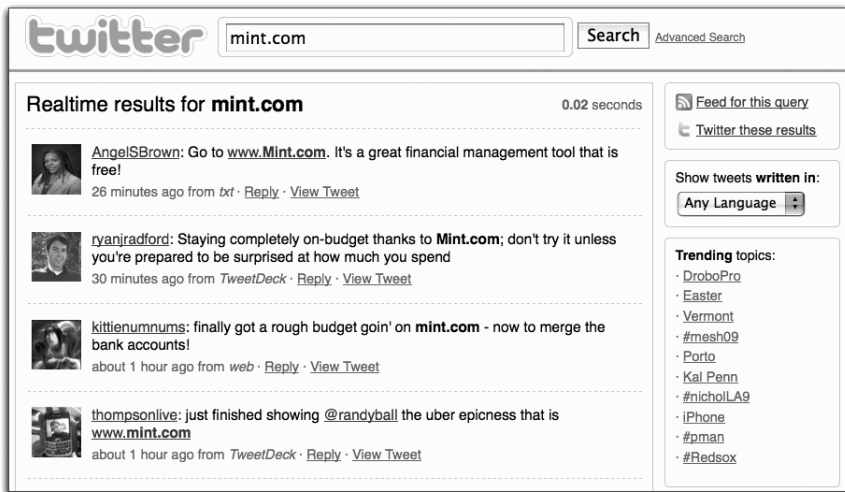 twitter
mint.com
Search
Advanced Search
Realtime results for mint.com
0.02 seconds
AngelSBrown: Go to www.Mint.com. It's a great financial management tool that is
free!
26 minutes ago from txt · Reply · View Tweet
ryanjradford: Staying completely on-budget thanks to Mint.com; don't try it unless
you're prepared to be surprised at how much you spend
30 minutes ago from TweetDeck · Reply · View Tweet
kittienumnums: finally got a rough budget goin' on mint.com - now to merge the
bank accounts!
about 1 hour ago from web · Reply · View Tweet
thompsonlive: just finished showing @randyball the uber epicness that is
www.mint.com
about 1 hour ago from TweetDeck · Reply · View Tweet
Feed for this query
Twitter these results
Show tweets written in:
Any Language
Trending topics:
· DroboPro
· Easter
· Vermont
· #mesh09
· Porto
· Kal Penn
· #nicholLA9
· iPhone
· #pman
· #Redsox